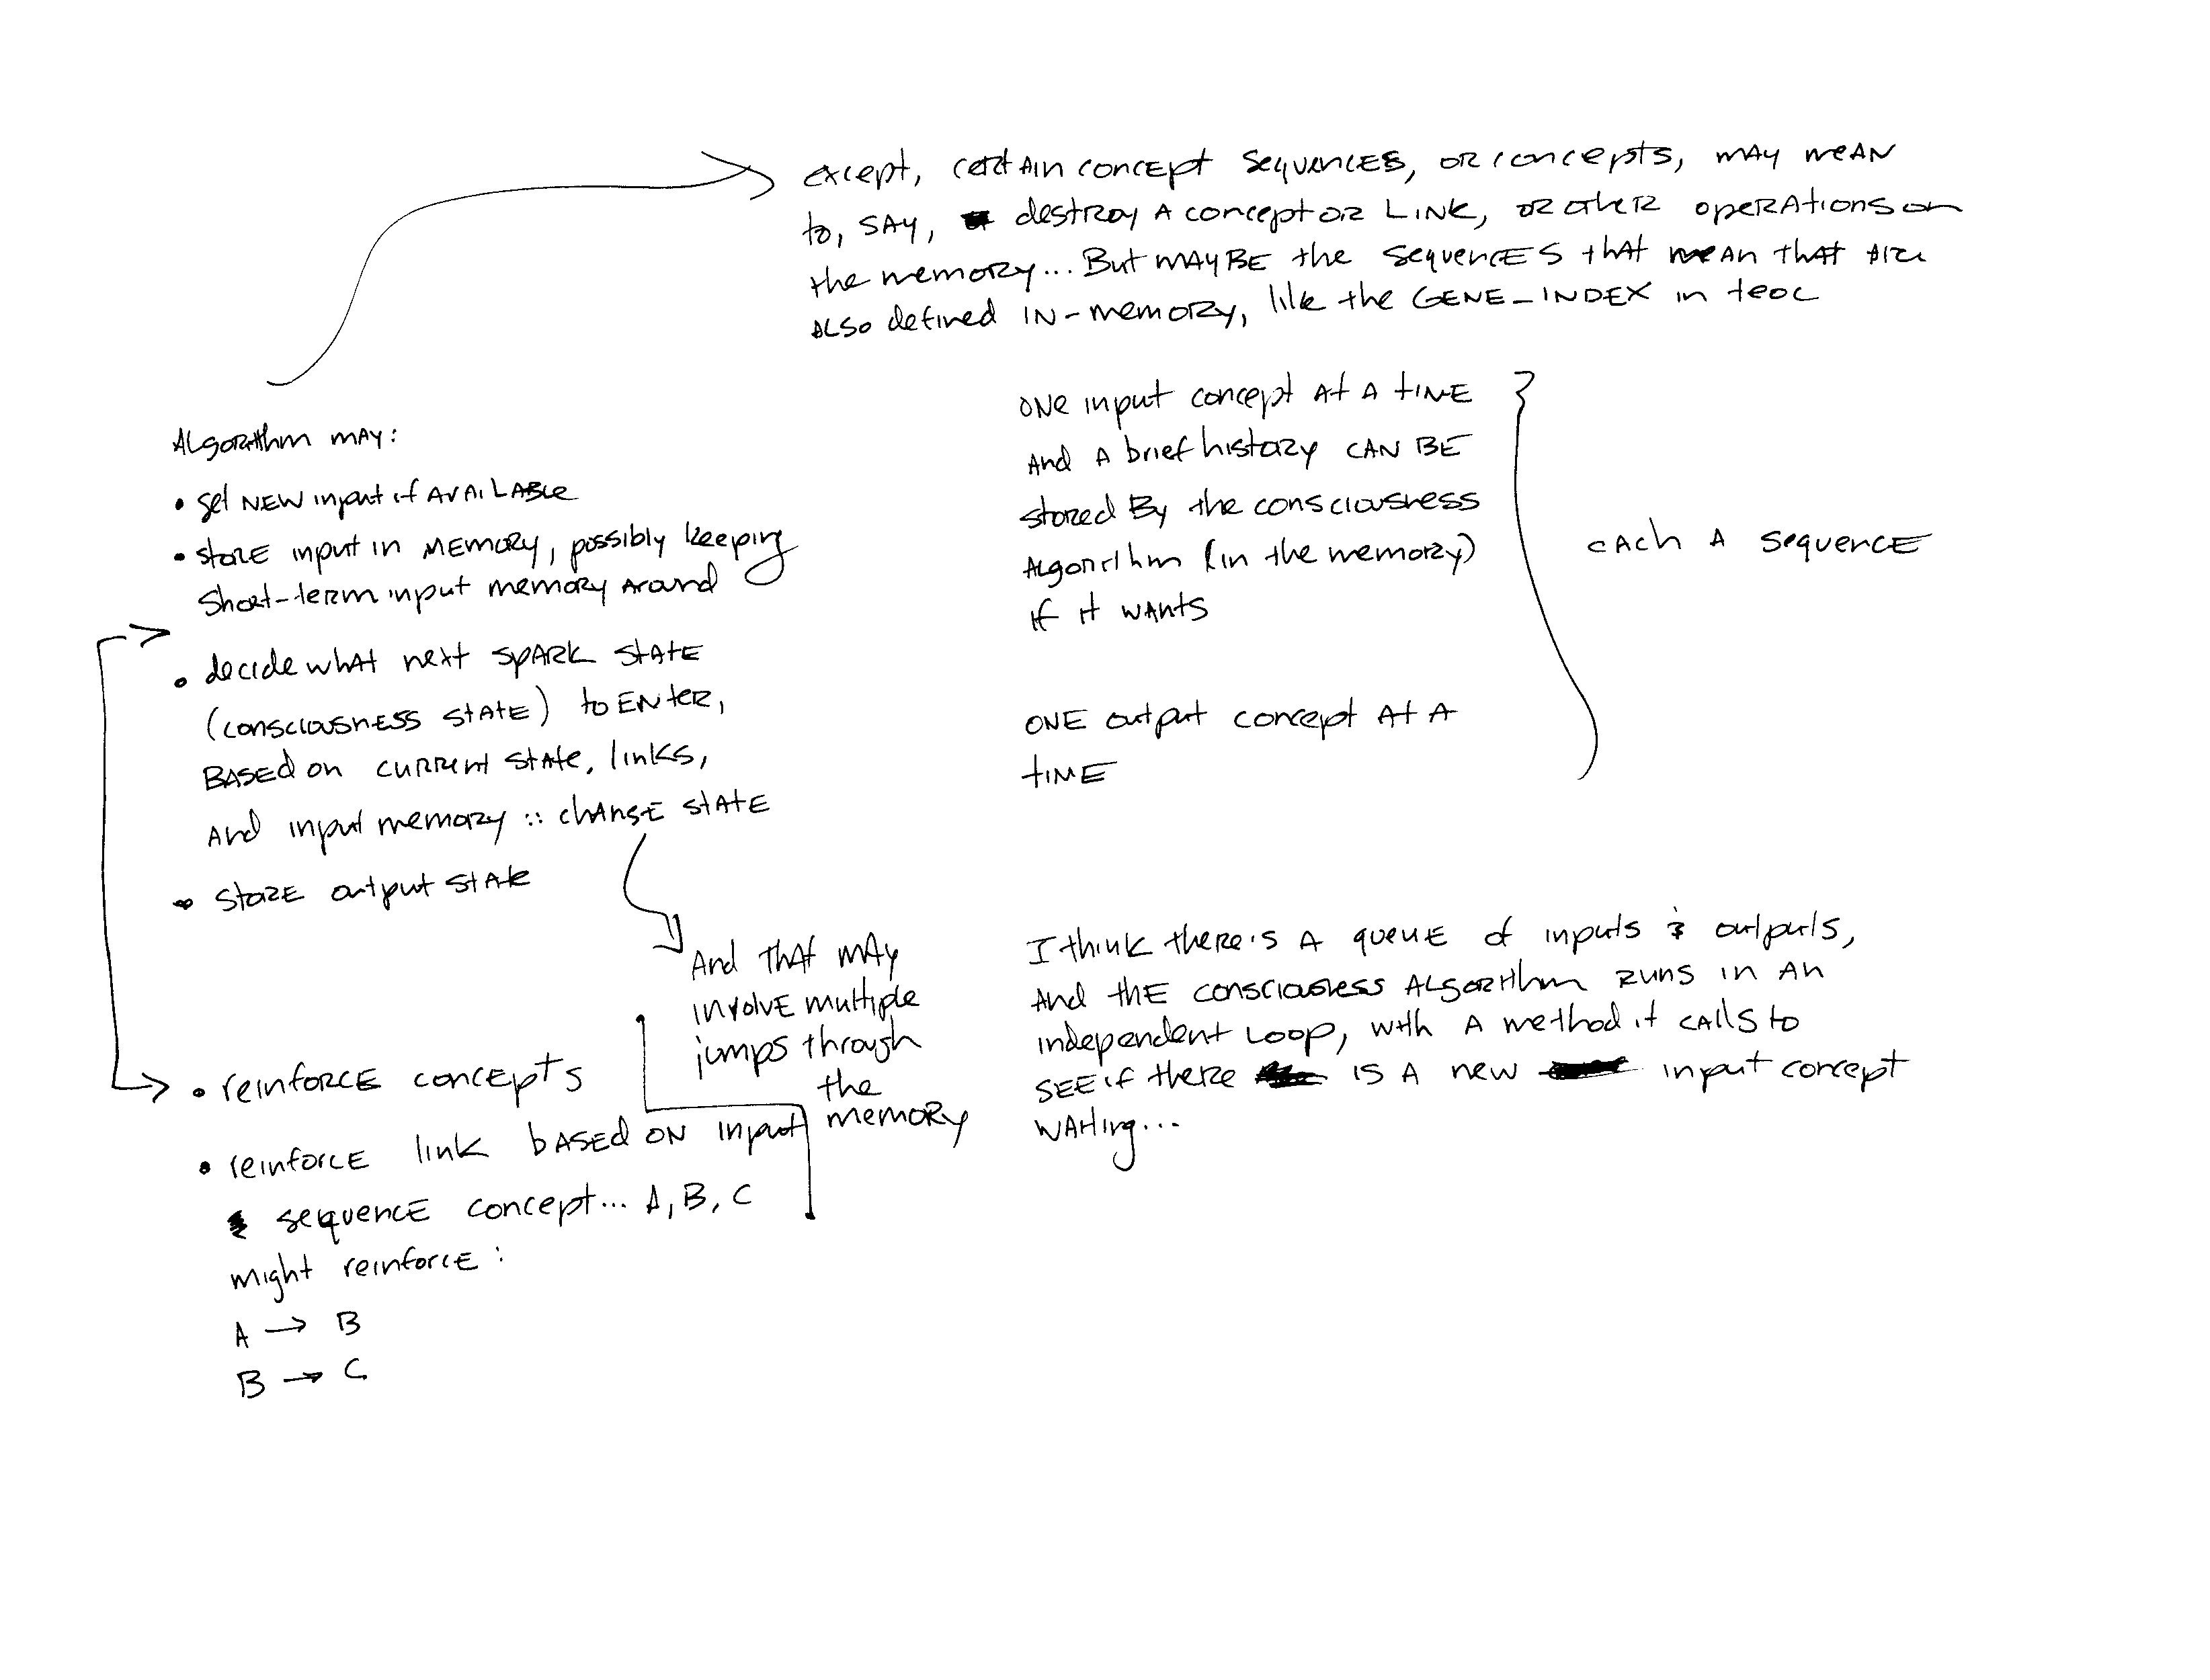 except, certain concept sequences, or concepts, may mean
to, say, destroy a concept or link, or other operations on
the memory... But maybe the sequences that mean that are
also defined in-memory, like the GENE_INDEX in teoc
Algorithm may:
• get new input if available
• store input in memory, possibly keeping
short-term input memory around
• decide what next spark state
(consciousness state) to enter,
based on current state, links,
and input memory :: change state
• store output state
And that may
involve multiple
jumps through
the
memory
• reinforce concepts
• reinforce link based on input
sequence concept... A, B, C
might reinforce:
A → B
B → C
one input concept at a time
and a brief history can be
stored by the consciousness
algorithm (in the memory)
if it wants
one output concept at a
time
each a sequence
I think there's a queue of inputs & outputs,
and the consciousness algorithm runs in an
independent loop, with a method it calls to
see if there is a new input concept
waiting...